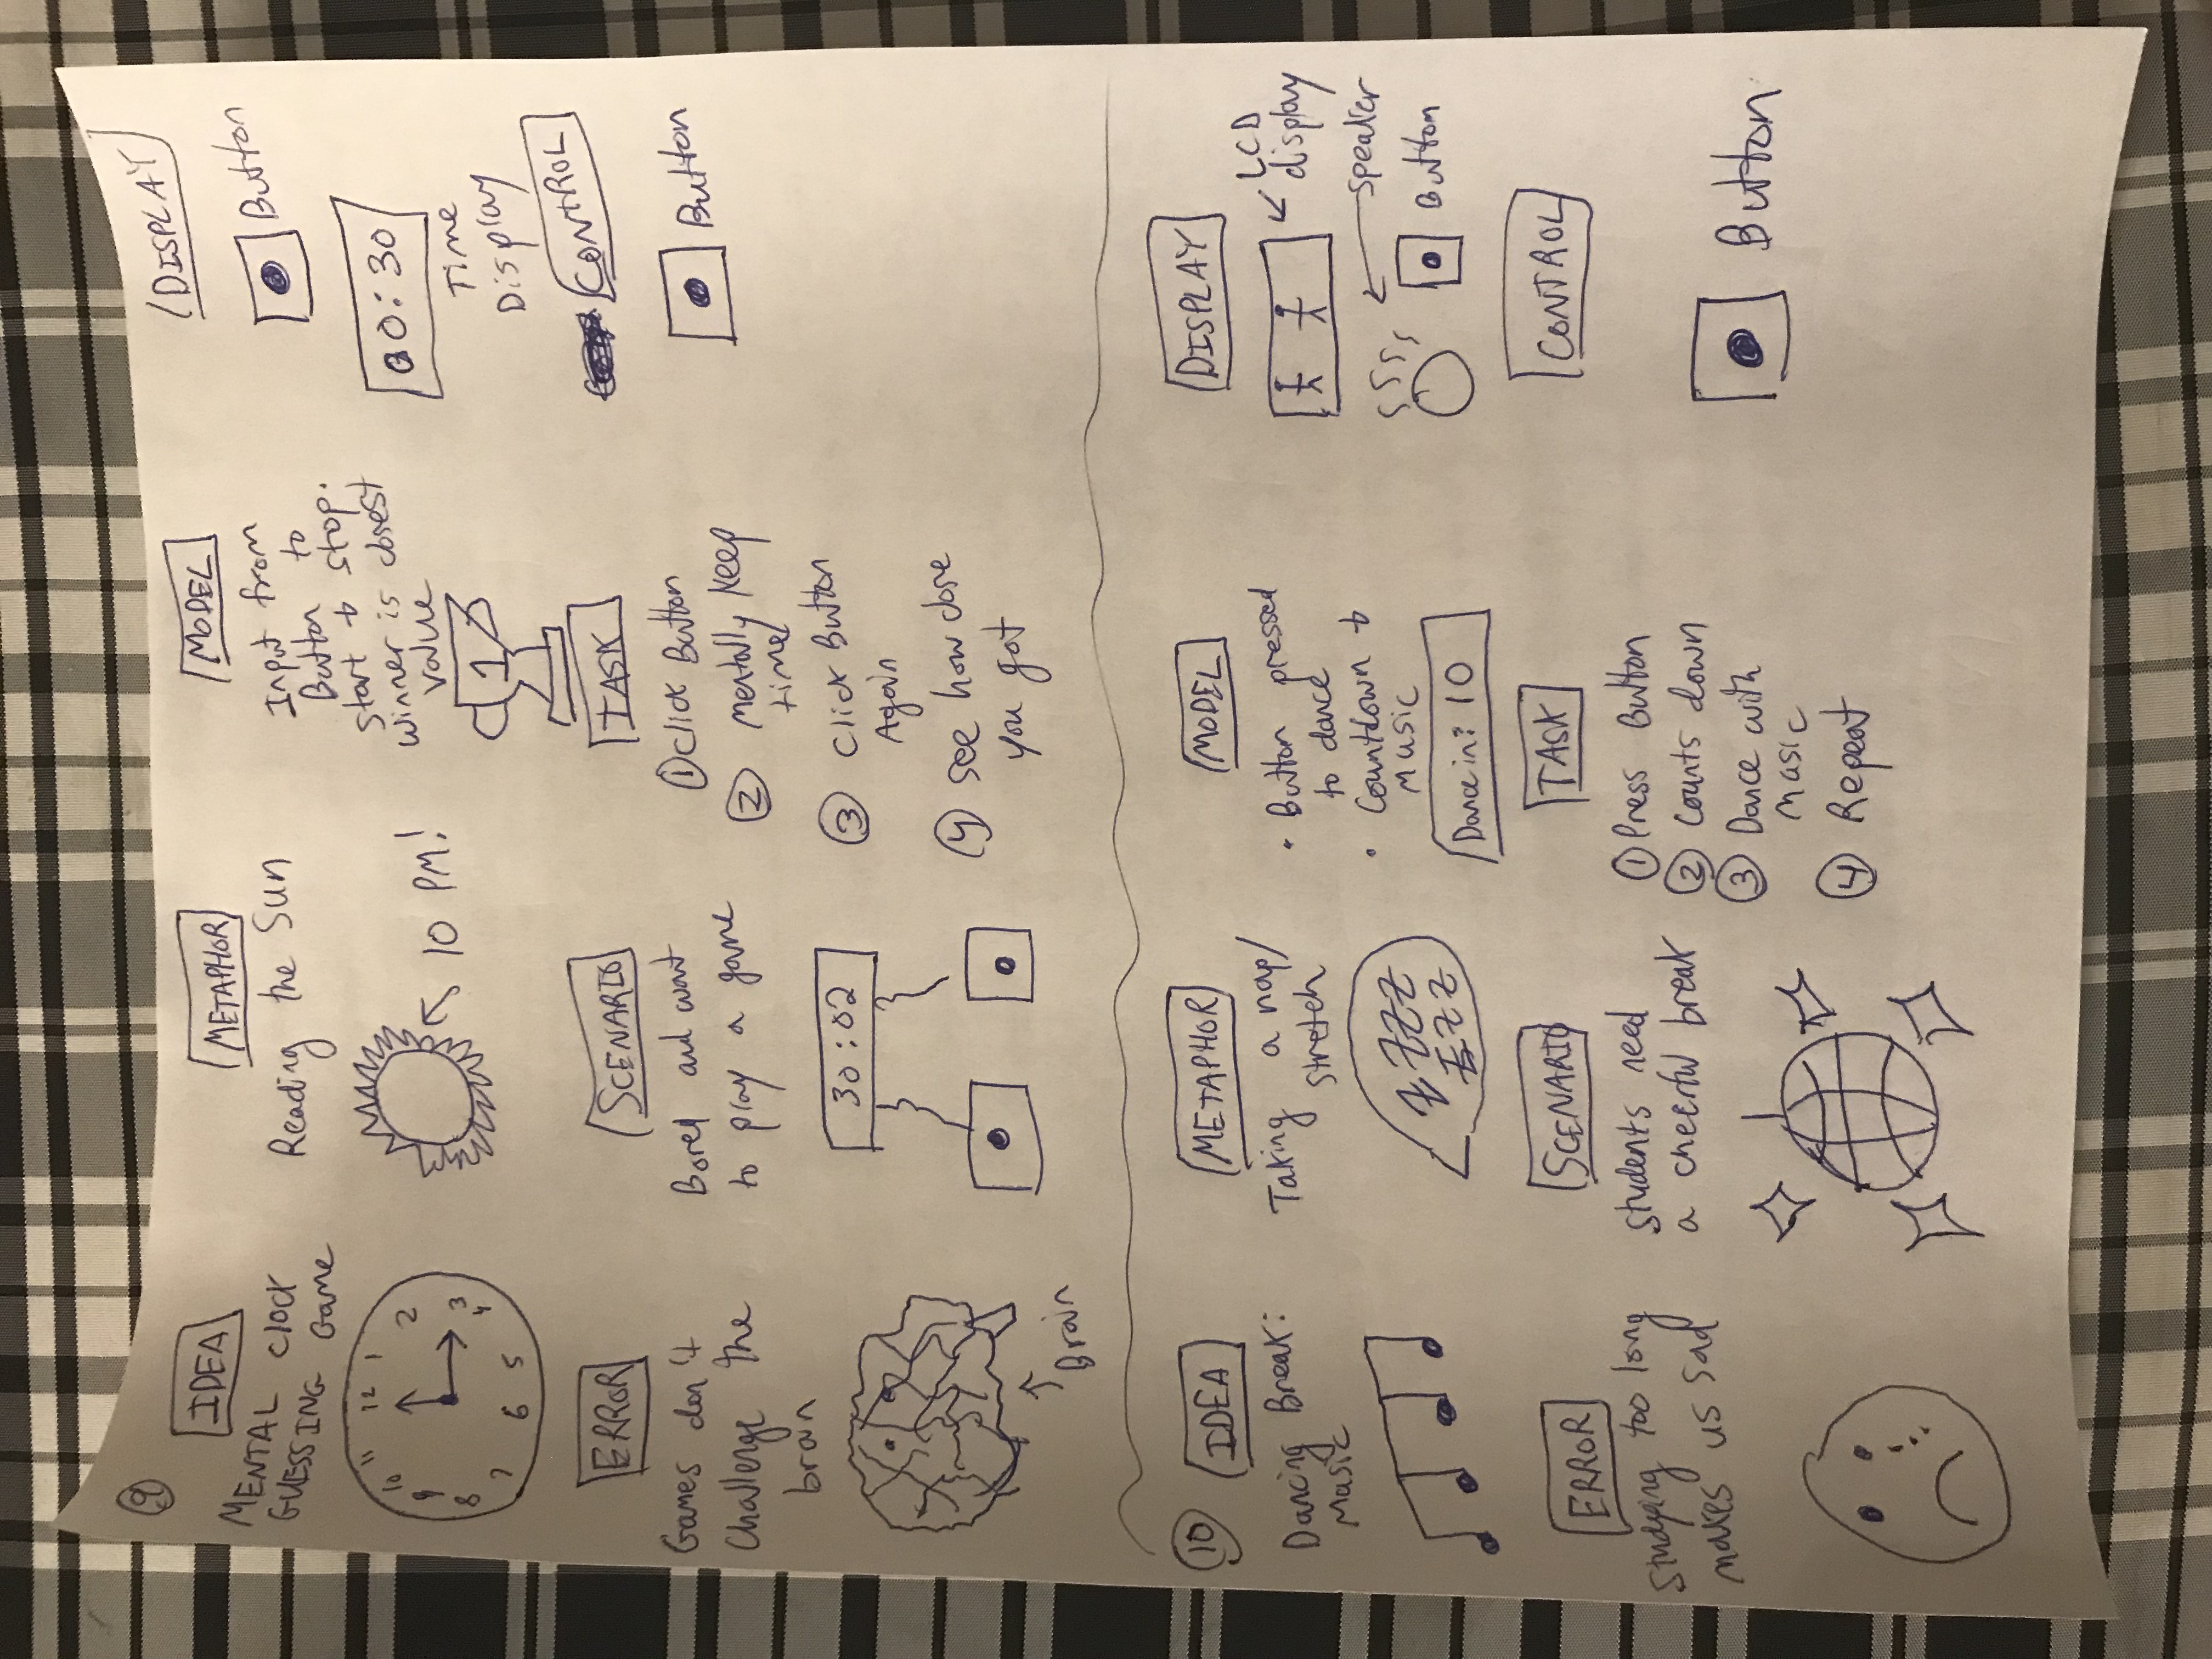 9
IDEA
MENTAL Clock
GUESSING Game
12
1
2
3
4
5
6
7
8
9
10
11
METAPHOR
Reading the Sun
10 PM!
MODEL
Input from
Button to
start & stop.
winner is closest
value
1
DISPLAY
Button
00:30
Time
Display
ERROR
Games don't
Challenge the
brain
Brain
SCENARIO
Bored and want
to play a game
30:02
TASK
1 Click Button
2 mentally keep
time
3 Click Button
Again
4 see how close
you got
CONTROL
Button
10
IDEA
Dancing Break:
Music
METAPHOR
Taking a nap/
stretch
Z ZZZ
ZZZ
MODEL
• Button pressed
to dance
• Countdown &
Music
Dance in: 10
DISPLAY
LCD
display
speaker
Button
ERROR
Studying too long
makes us sad
SCENARIO
students need
a cheerful break
TASK
1 Press Button
2 Counts down
3 Dance with
Music
4 Repeat
CONTROL
Button